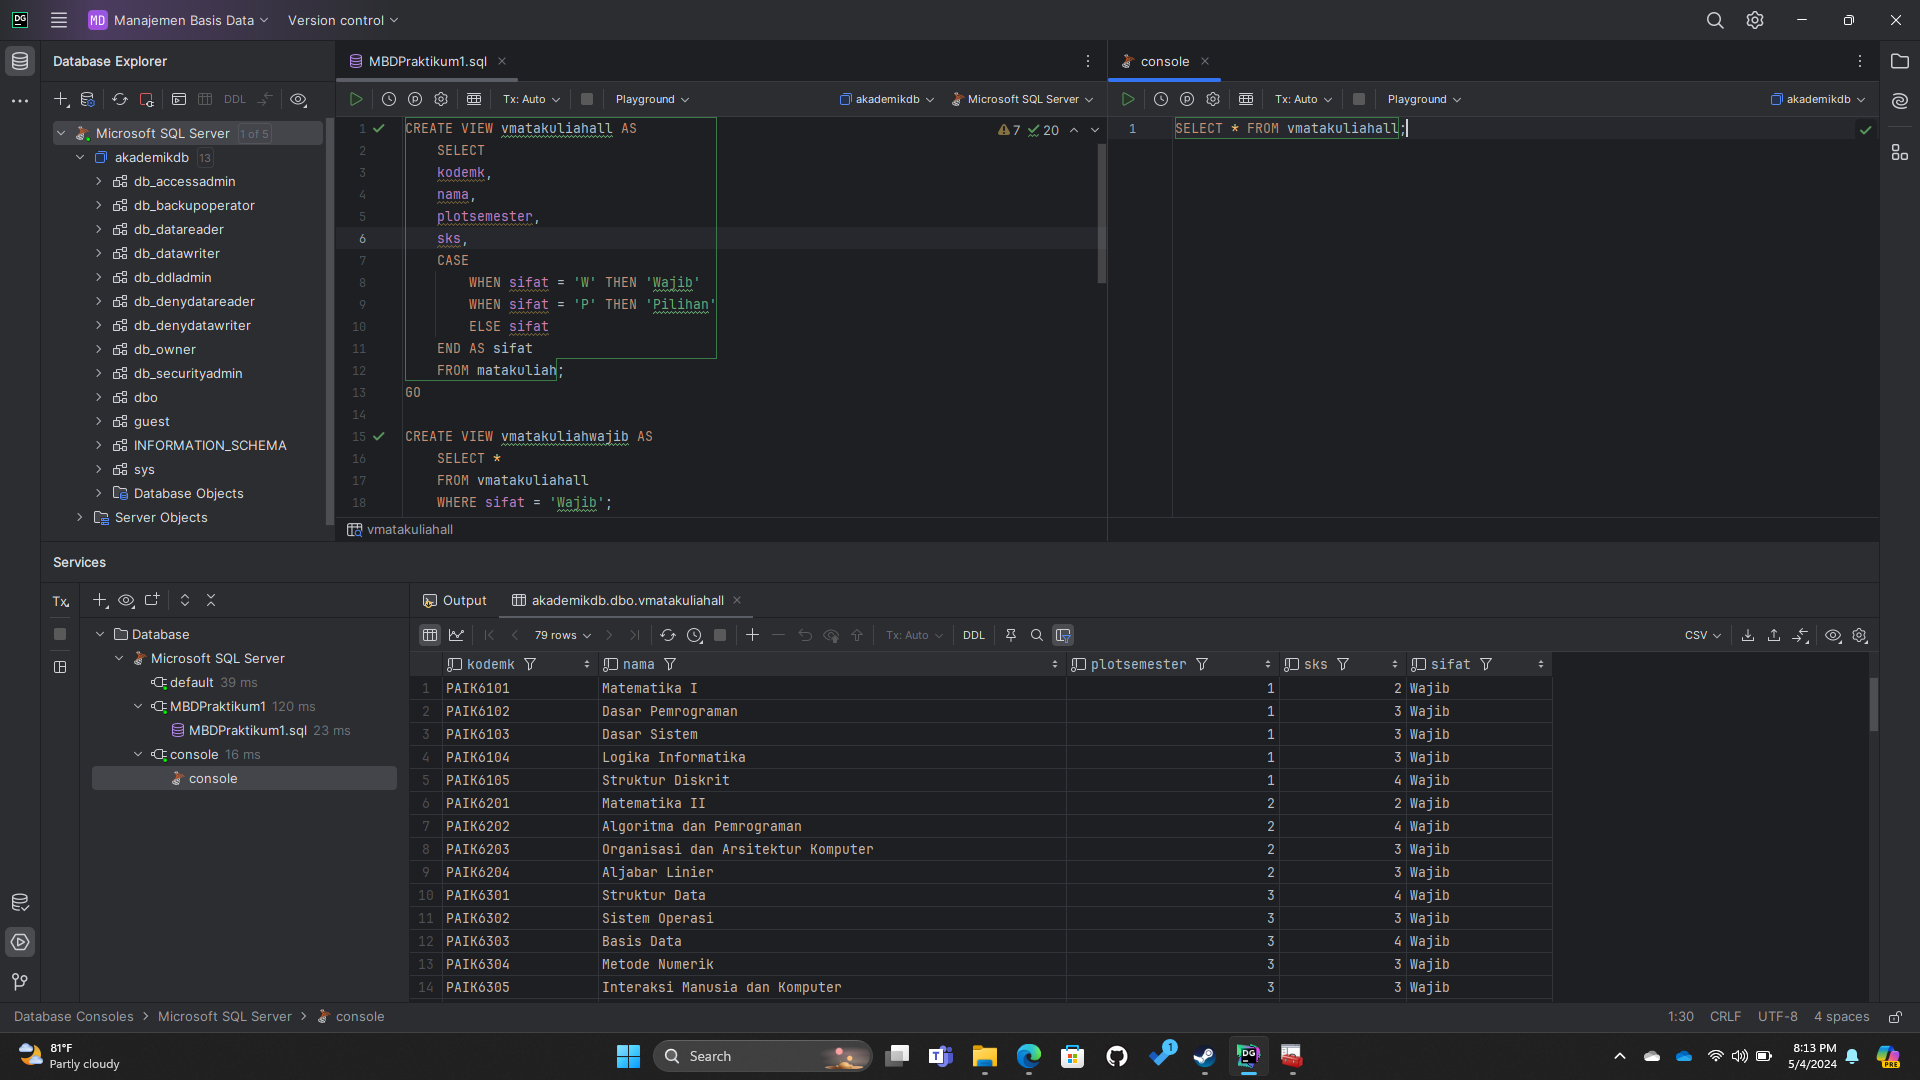 DG
MD Manajemen Basis Data
Version control
Database Explorer
DDL
Microsoft SQL Server 1 of 5
akademikdb 13
db_accessadmin
db_backupoperator
db_datareader
db_datawriter
db_ddladmin
db_denydatareader
db_denydatawriter
db_owner
db_securityadmin
dbo
guest
INFORMATION_SCHEMA
sys
Database Objects
Server Objects
MBDPraktikum1.sql
Tx: Auto Playground akademikdb Microsoft SQL Server
7 20
1 CREATE VIEW vmatakuliahall AS
2 SELECT
3 kodemk,
4 nama,
5 plotsemester,
6 sks,
7 CASE
8 WHEN sifat = 'W' THEN 'Wajib'
9 WHEN sifat = 'P' THEN 'Pilihan'
10 ELSE sifat
11 END AS sifat
12 FROM matakuliah;
13 GO
14
15 CREATE VIEW vmatakuliahwajib AS
16 SELECT *
17 FROM vmatakuliahall
18 WHERE sifat = 'Wajib';
vmatakuliahall
console
Tx: Auto Playground akademikdb
1 SELECT * FROM vmatakuliahall;
Services
Tx
Database
Microsoft SQL Server
default 39 ms
MBDPraktikum1 120 ms
MBDPraktikum1.sql 23 ms
console 16 ms
console
Output akademikdb.dbo.vmatakuliahall
79 rows Tx: Auto DDL CSV
kodemk nama plotsemester sks sifat
1 PAIK6101 Matematika I 1 2 Wajib
2 PAIK6102 Dasar Pemrograman 1 3 Wajib
3 PAIK6103 Dasar Sistem 1 3 Wajib
4 PAIK6104 Logika Informatika 1 3 Wajib
5 PAIK6105 Struktur Diskrit 1 4 Wajib
6 PAIK6201 Matematika II 2 2 Wajib
7 PAIK6202 Algoritma dan Pemrograman 2 4 Wajib
8 PAIK6203 Organisasi dan Arsitektur Komputer 2 3 Wajib
9 PAIK6204 Aljabar Linier 2 3 Wajib
10 PAIK6301 Struktur Data 3 4 Wajib
11 PAIK6302 Sistem Operasi 3 3 Wajib
12 PAIK6303 Basis Data 3 4 Wajib
13 PAIK6304 Metode Numerik 3 3 Wajib
14 PAIK6305 Interaksi Manusia dan Komputer 3 3 Wajib
Database Consoles > Microsoft SQL Server > console
1:30 CRLF UTF-8 4 spaces
81°F
Partly cloudy
Search
1
DG
8:13 PM
5/4/2024
PRE